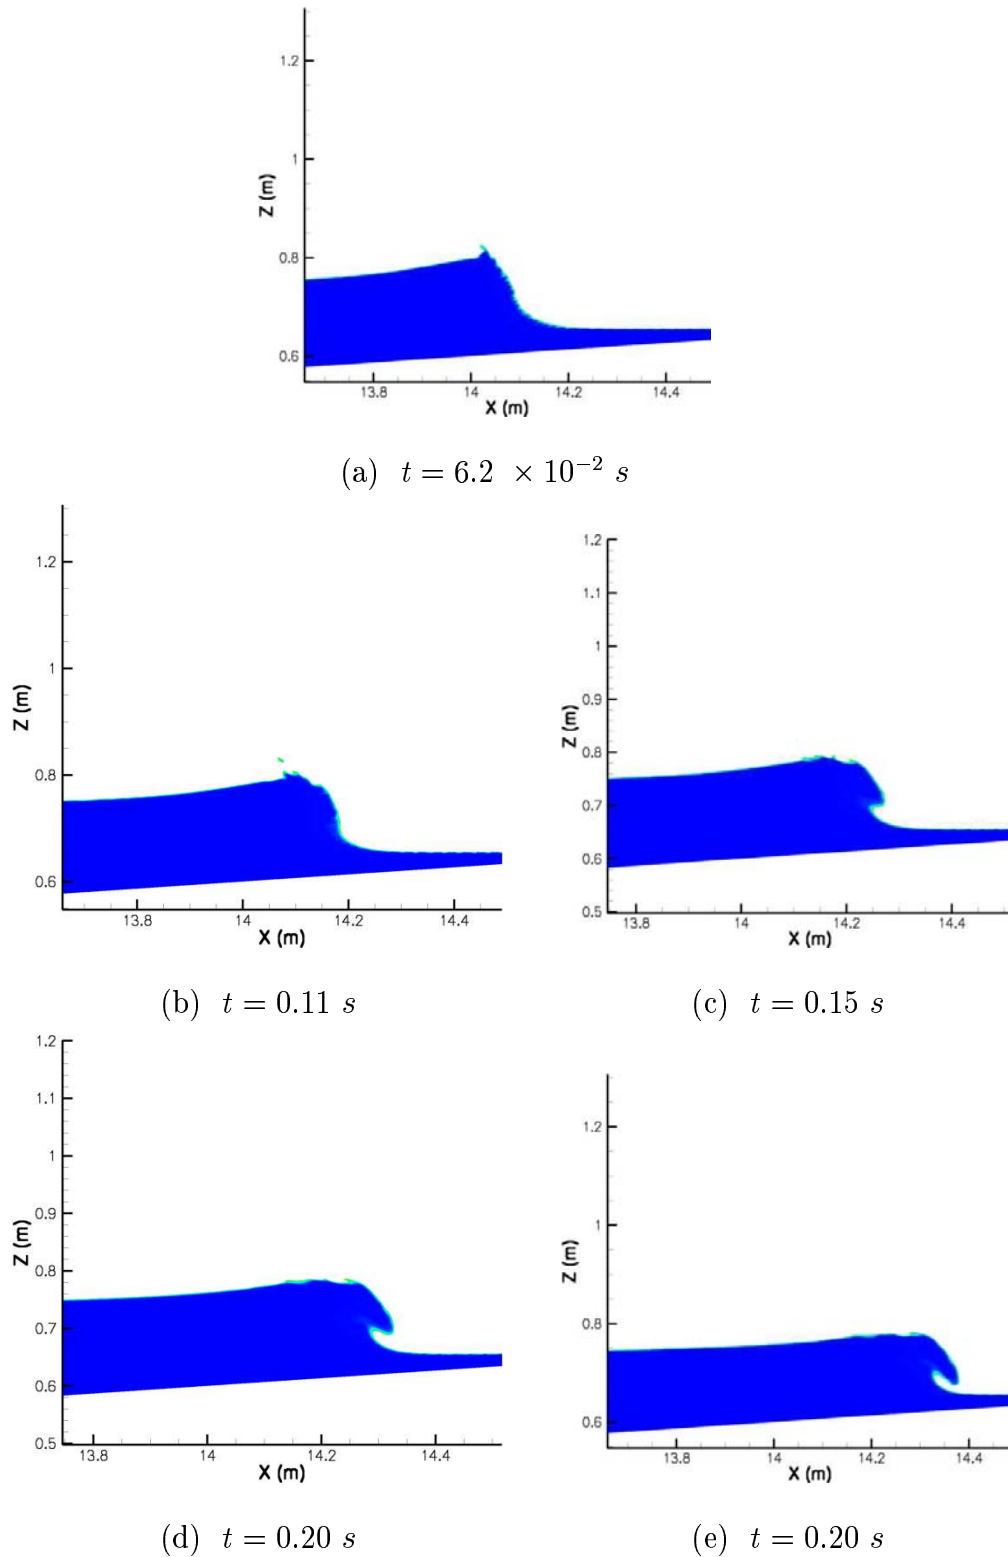 1.2
1
Z (m)
0.8
0.6
13.8 14 14.2 14.4
X (m)
(a) t = 6.2 × 10⁻² s
1.2
1
Z (m)
0.8
0.6
13.8 14 14.2 14.4
X (m)
(b) t = 0.11 s
1.2
1.1
1
0.9
Z (m)
0.8
0.7
0.6
0.5
13.8 14 14.2 14.4
X (m)
(c) t = 0.15 s
1.2
1.1
1
0.9
Z (m)
0.8
0.7
0.6
0.5
13.8 14 14.2 14.4
X (m)
(d) t = 0.20 s
1.2
1
Z (m)
0.8
0.6
13.8 14 14.2 14.4
X (m)
(e) t = 0.20 s